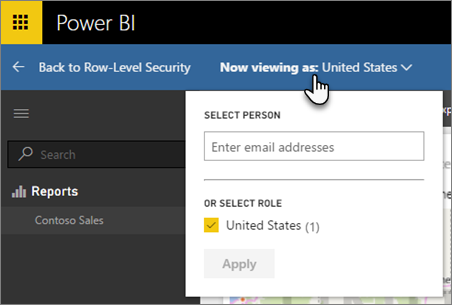 Power BI
Back to Row-Level Security
Now viewing as: United States
SELECT PERSON
Enter email addresses
Search
OR SELECT ROLE
Reports
United States (1)
Contoso Sales
Apply